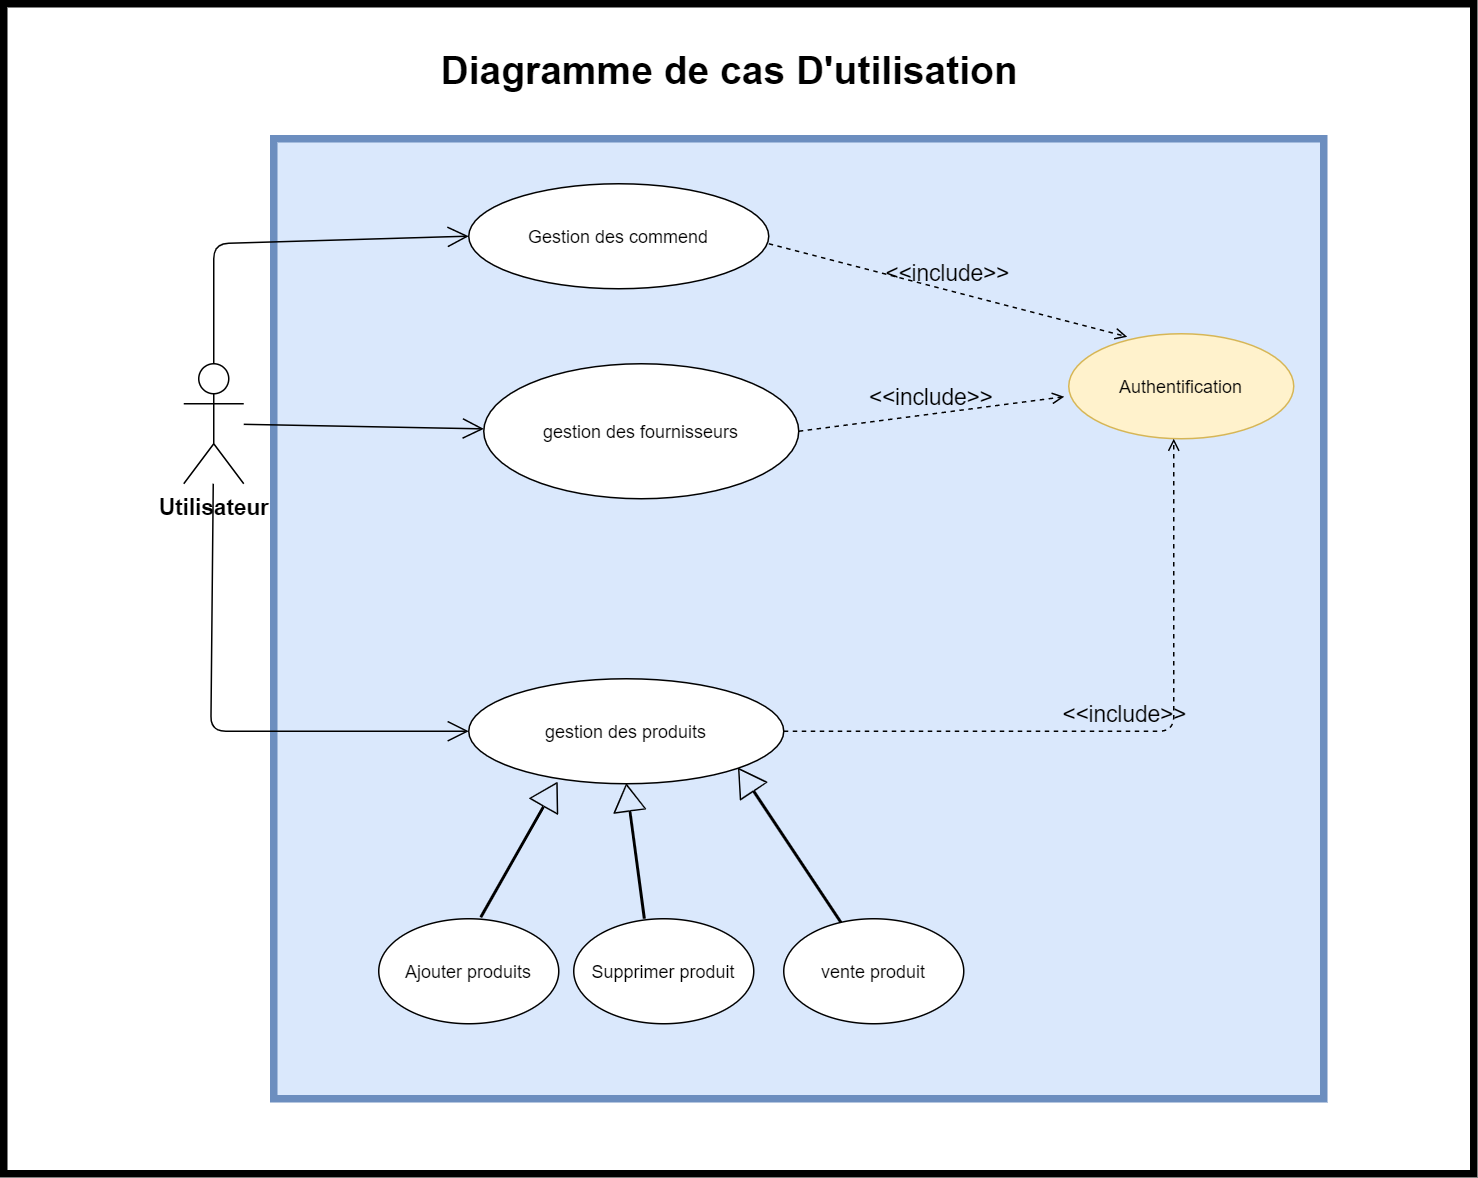 Diagramme de cas D'utilisation
Gestion des commend
<<include>>
Authentification
<<include>>
gestion des fournisseurs
Utilisateur
<<include>>
gestion des produits
Ajouter produits
Supprimer produit
vente produit